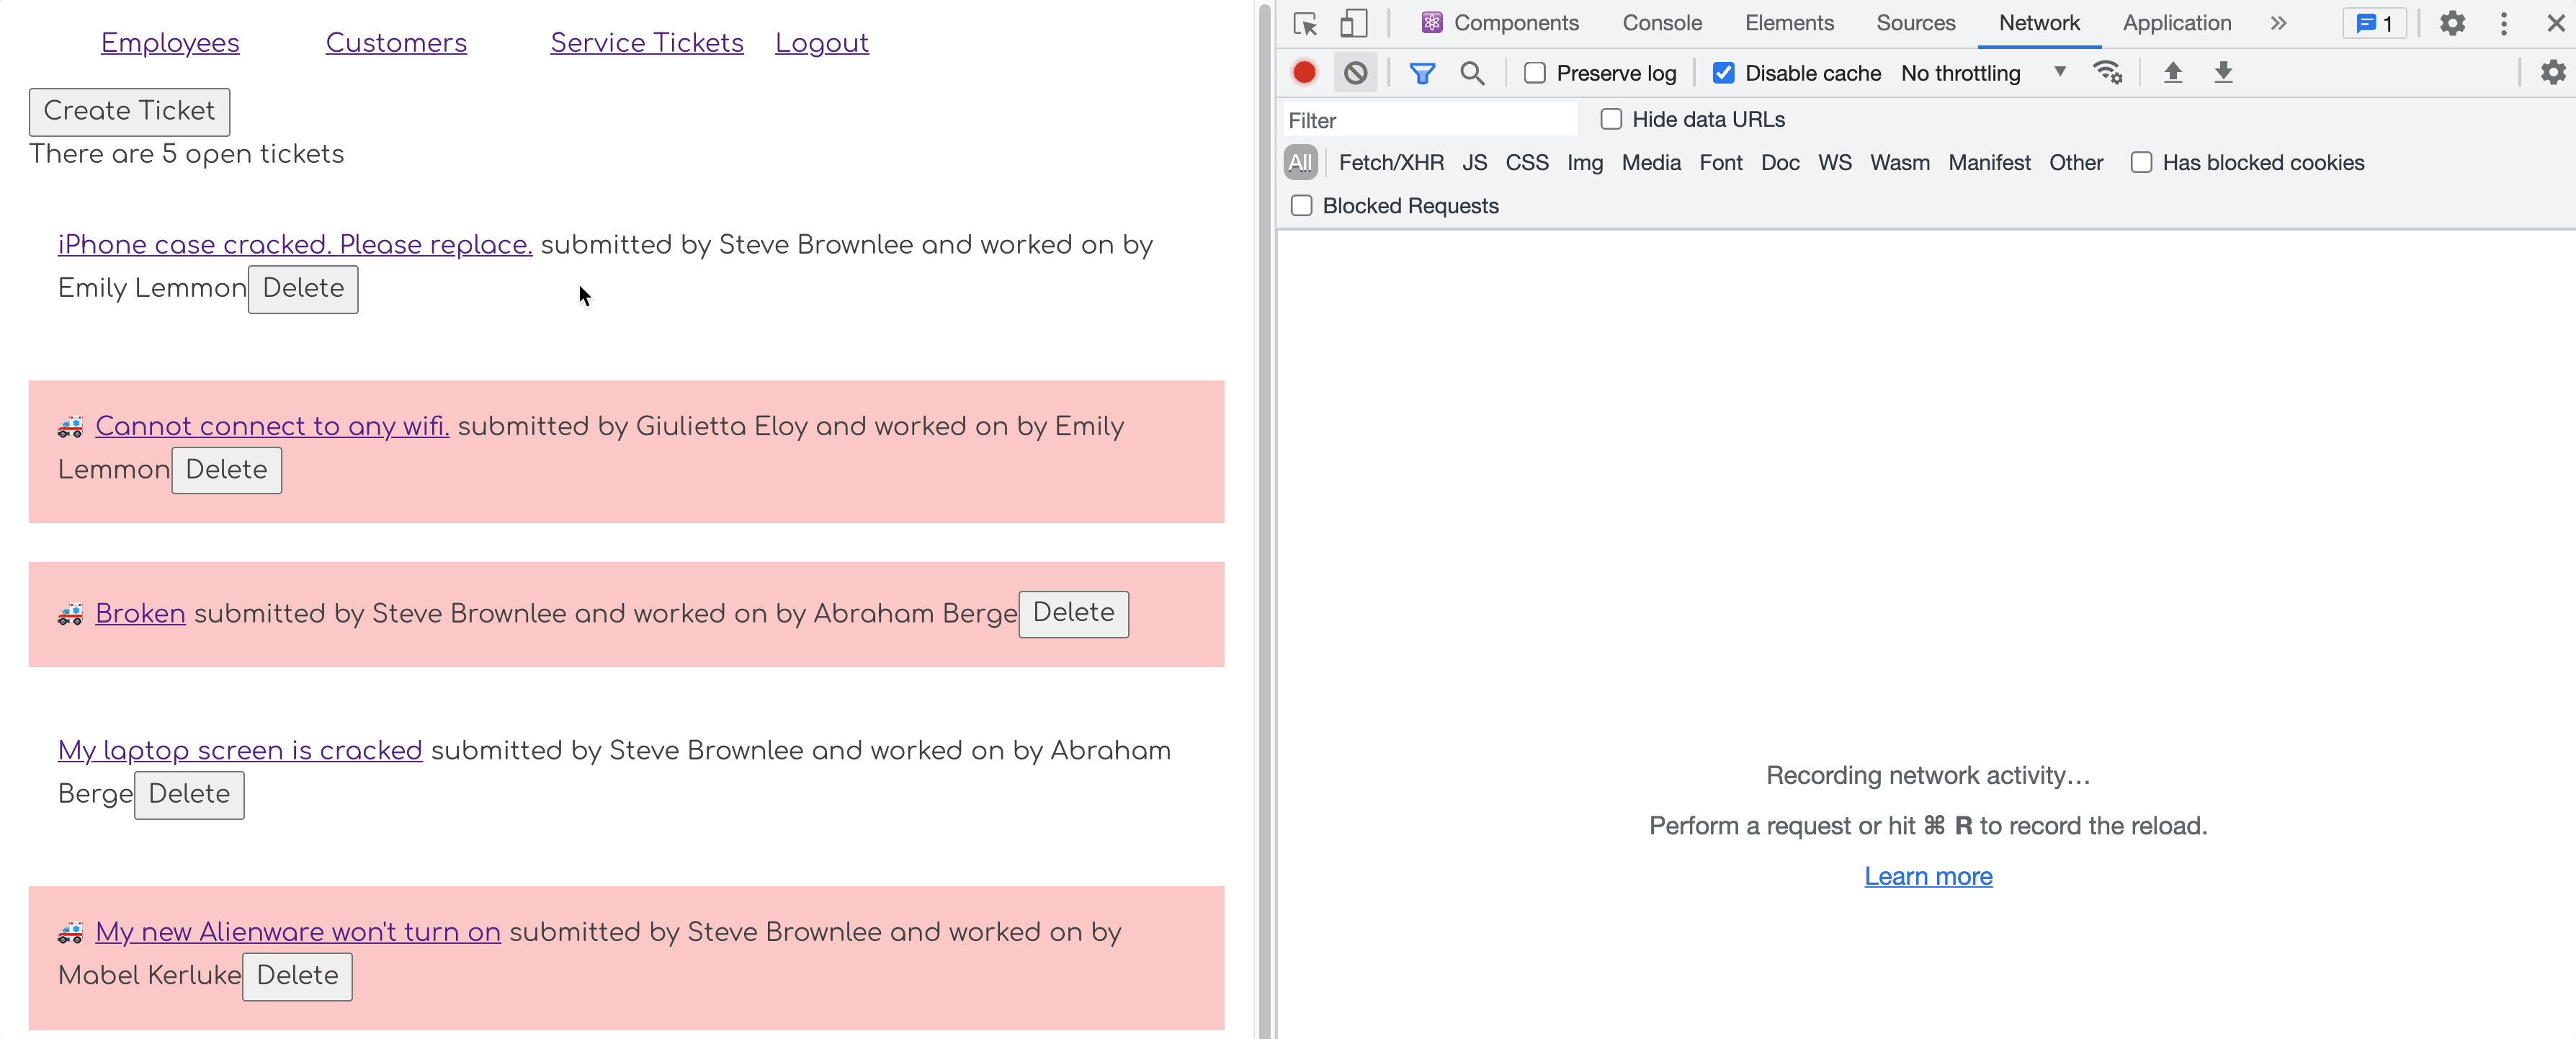 Employees Customers Service Tickets Logout
Create Ticket
There are 5 open tickets
iPhone case cracked. Please replace. submitted by Steve Brownlee and worked on by
Emily Lemmon Delete
Cannot connect to any wifi. submitted by Giulietta Eloy and worked on by Emily
Lemmon Delete
Broken submitted by Steve Brownlee and worked on by Abraham Berge Delete
My laptop screen is cracked submitted by Steve Brownlee and worked on by Abraham
Berge Delete
My new Alienware won't turn on submitted by Steve Brownlee and worked on by
Mabel Kerluke Delete
Components Console Elements Sources Network Application 1
Preserve log Disable cache No throttling
Filter Hide data URLs
All Fetch/XHR JS CSS Img Media Font Doc WS Wasm Manifest Other Has blocked cookies
Blocked Requests
Recording network activity…
Perform a request or hit ⌘ R to record the reload.
Learn more